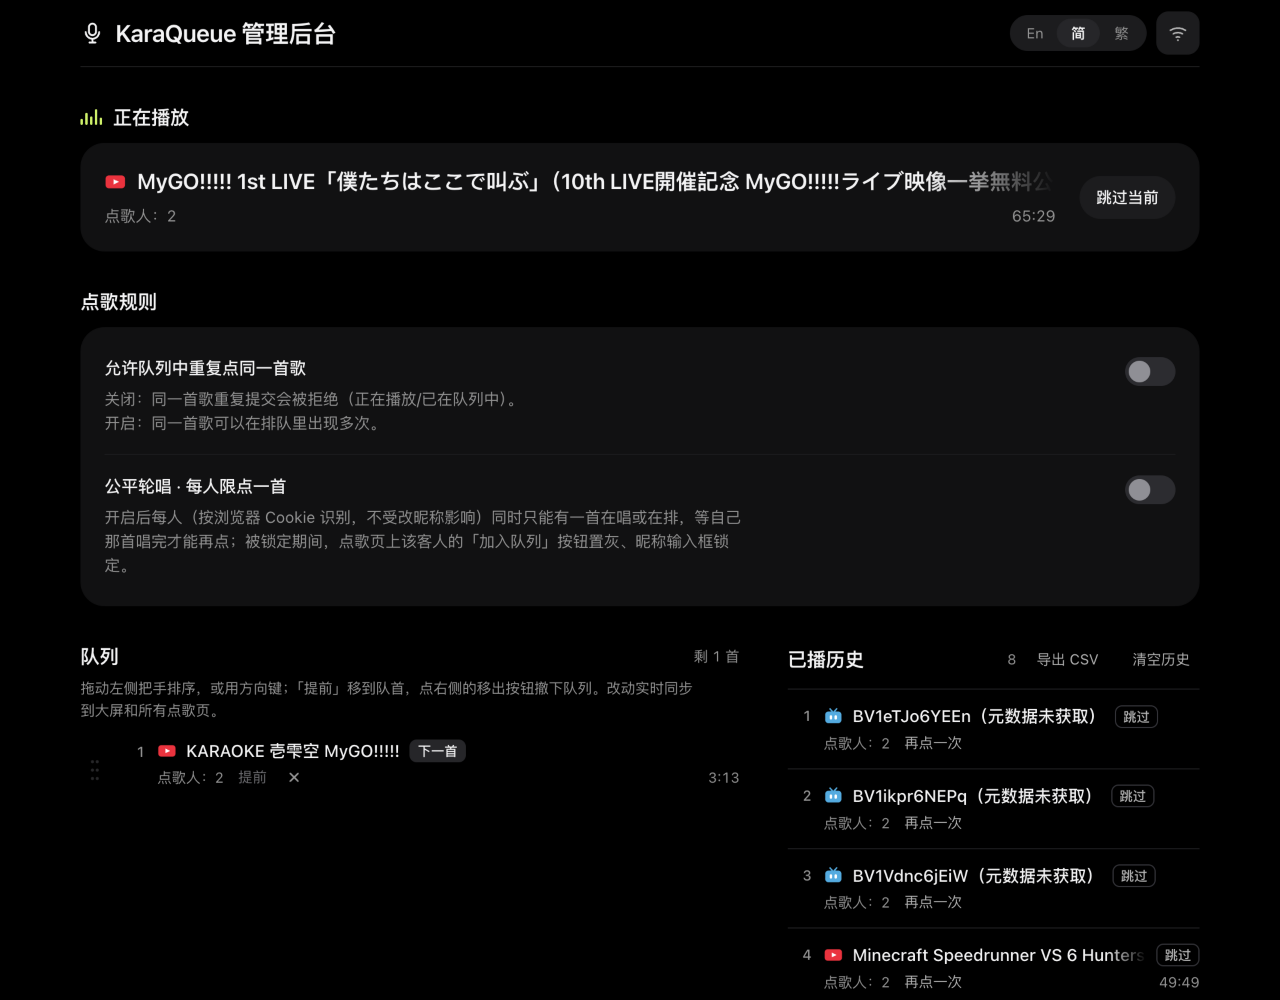 KaraQueue 管理后台
En 简 繁
正在播放
MyGO!!!!! 1st LIVE「僕たちはここで叫ぶ」（10th LIVE開催記念 MyGO!!!!!ライブ映像一挙無料公
点歌人：2
65:29
跳过当前
点歌规则
允许队列中重复点同一首歌
关闭：同一首歌重复提交会被拒绝（正在播放/已在队列中）。
开启：同一首歌可以在排队里出现多次。
公平轮唱 · 每人限点一首
开启后每人（按浏览器 Cookie 识别，不受改昵称影响）同时只能有一首在唱或在排，等自己
那首唱完才能再点；被锁定期间，点歌页上该客人的「加入队列」按钮置灰、昵称输入框锁
定。
队列
剩 1 首
拖动左侧把手排序，或用方向键；「提前」移到队首，点右侧的移出按钮撤下队列。改动实时同步
到大屏和所有点歌页。
1 KARAOKE 壱雫空 MyGO!!!!! 下一首
点歌人：2 提前 ✕ 3:13
已播历史
8 导出 CSV 清空历史
1 BV1eTJo6YEEn（元数据未获取） 跳过
点歌人：2 再点一次
2 BV1ikpr6NEPq（元数据未获取） 跳过
点歌人：2 再点一次
3 BV1Vdnc6jEiW（元数据未获取） 跳过
点歌人：2 再点一次
4 Minecraft Speedrunner VS 6 Hunters 跳过
点歌人：2 再点一次 49:49